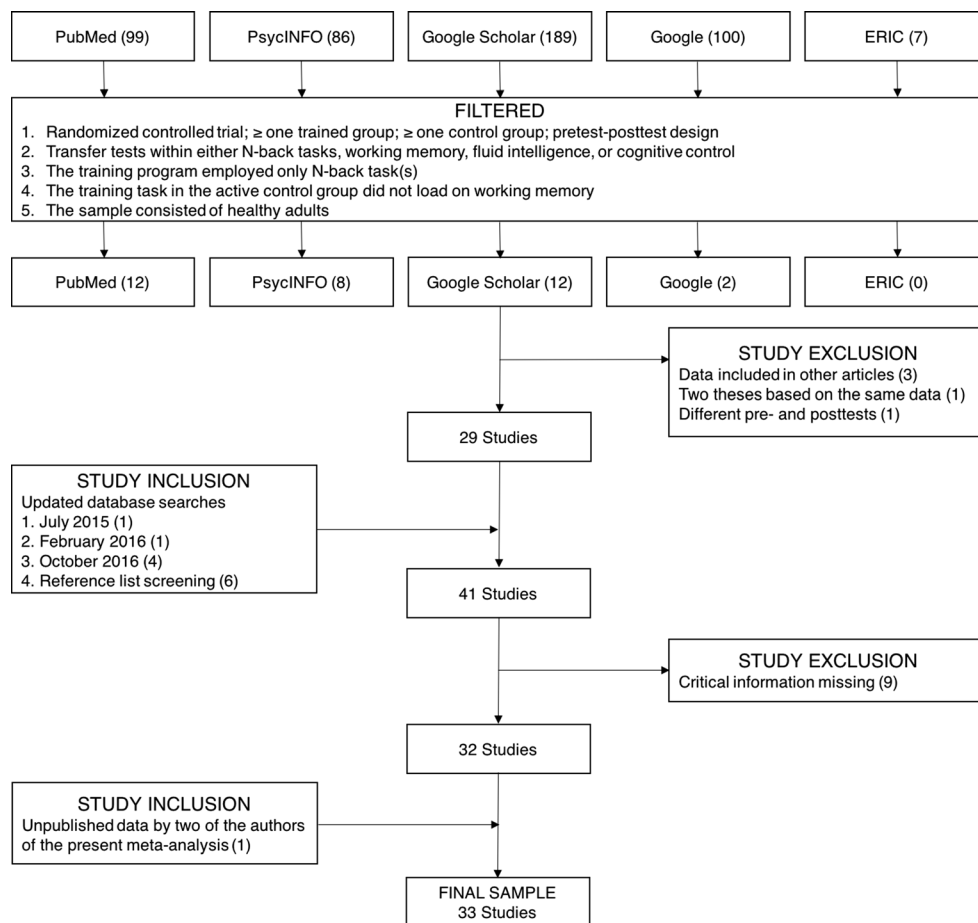 PubMed (99)
PsycINFO (86)
Google Scholar (189)
Google (100)
ERIC (7)
FILTERED
1. Randomized controlled trial; ≥ one trained group; ≥ one control group; pretest-posttest design
2. Transfer tests within either N-back tasks, working memory, fluid intelligence, or cognitive control
3. The training program employed only N-back task(s)
4. The training task in the active control group did not load on working memory
5. The sample consisted of healthy adults
PubMed (12)
PsycINFO (8)
Google Scholar (12)
Google (2)
ERIC (0)
STUDY EXCLUSION
Data included in other articles (3)
Two theses based on the same data (1)
Different pre- and posttests (1)
29 Studies
STUDY INCLUSION
Updated database searches
1. July 2015 (1)
2. February 2016 (1)
3. October 2016 (4)
4. Reference list screening (6)
41 Studies
STUDY EXCLUSION
Critical information missing (9)
32 Studies
STUDY INCLUSION
Unpublished data by two of the authors
of the present meta-analysis (1)
FINAL SAMPLE
33 Studies